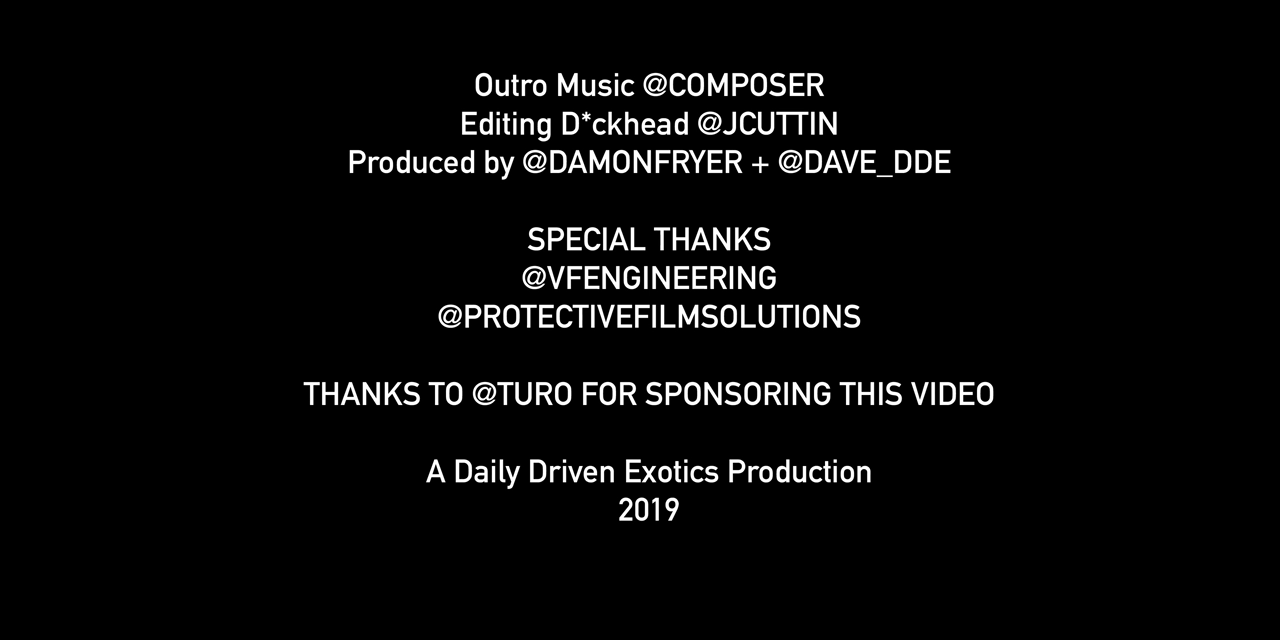 Outro Music @COMPOSER
Editing D*ckhead @JCUTTIN
Produced by @DAMONFRYER + @DAVE_DDE
SPECIAL THANKS
@VFENGINEERING
@PROTECTIVEFILMSOLUTIONS
THANKS TO @TURO FOR SPONSORING THIS VIDEO
A Daily Driven Exotics Production
2019